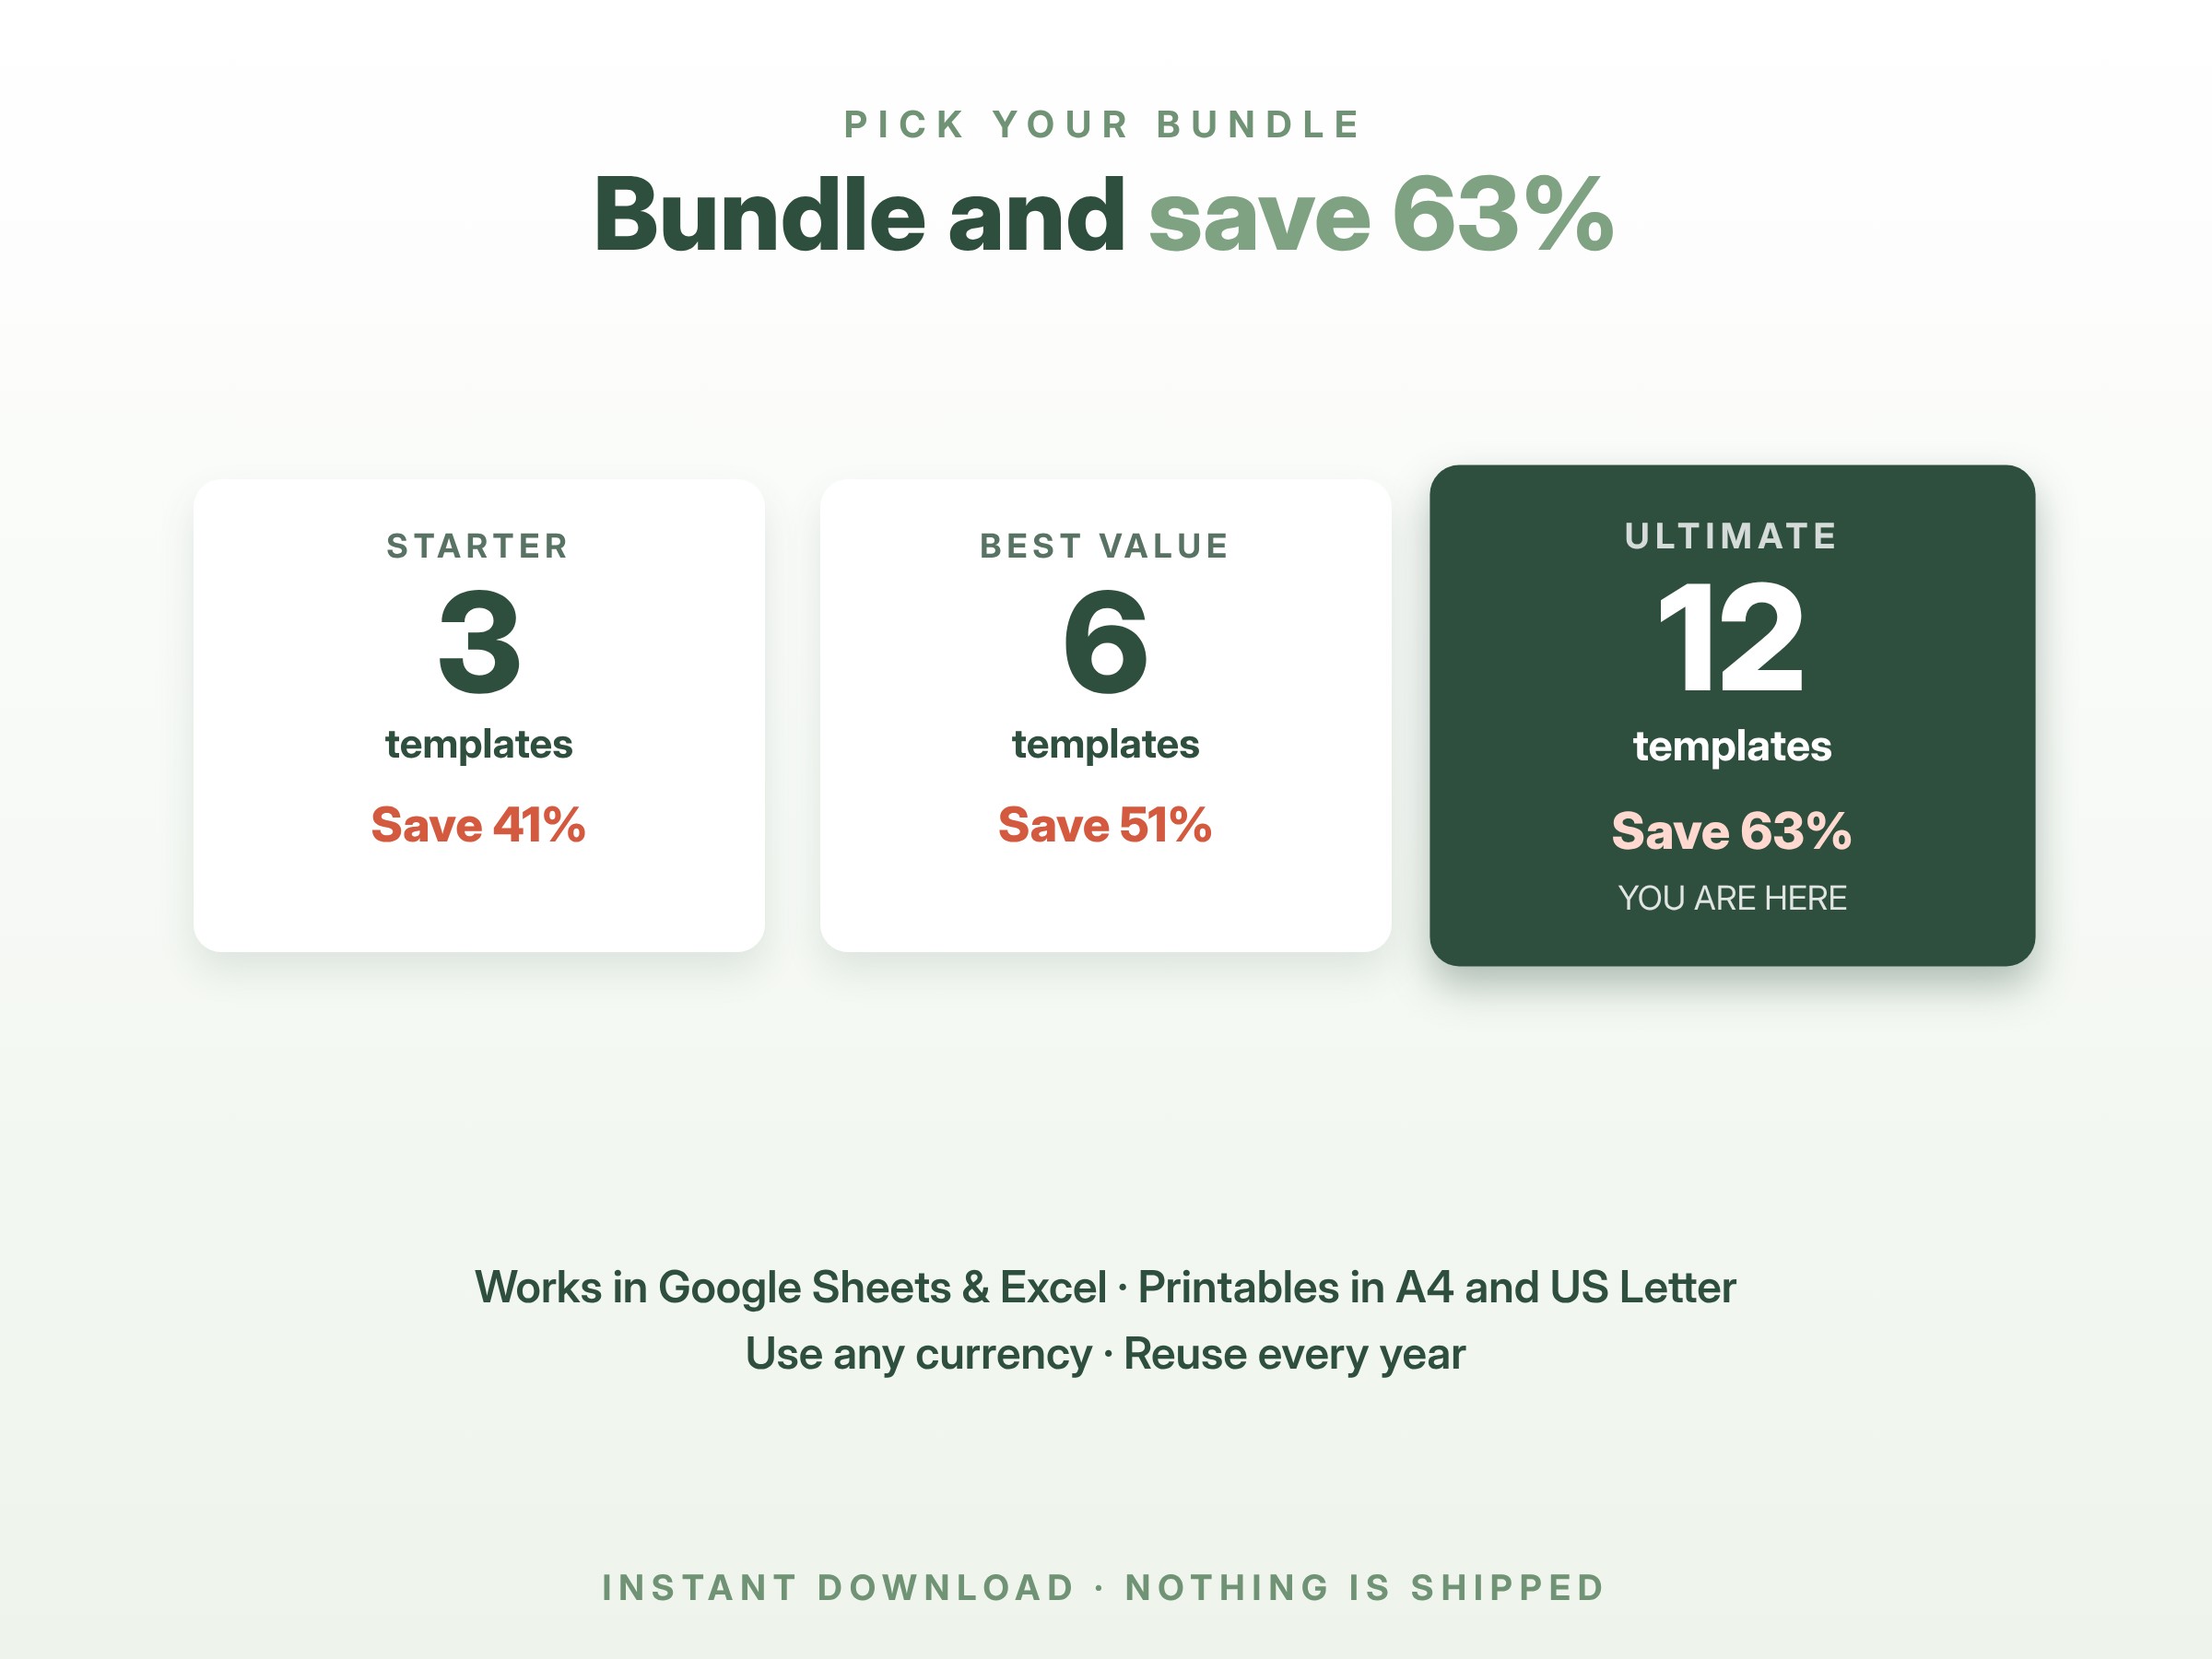 PICK YOUR BUNDLE
Bundle and save 63%
STARTER
3
templates
Save 41%
BEST VALUE
6
templates
Save 51%
ULTIMATE
12
templates
Save 63%
YOU ARE HERE
Works in Google Sheets & Excel · Printables in A4 and US Letter
Use any currency · Reuse every year
INSTANT DOWNLOAD · NOTHING IS SHIPPED